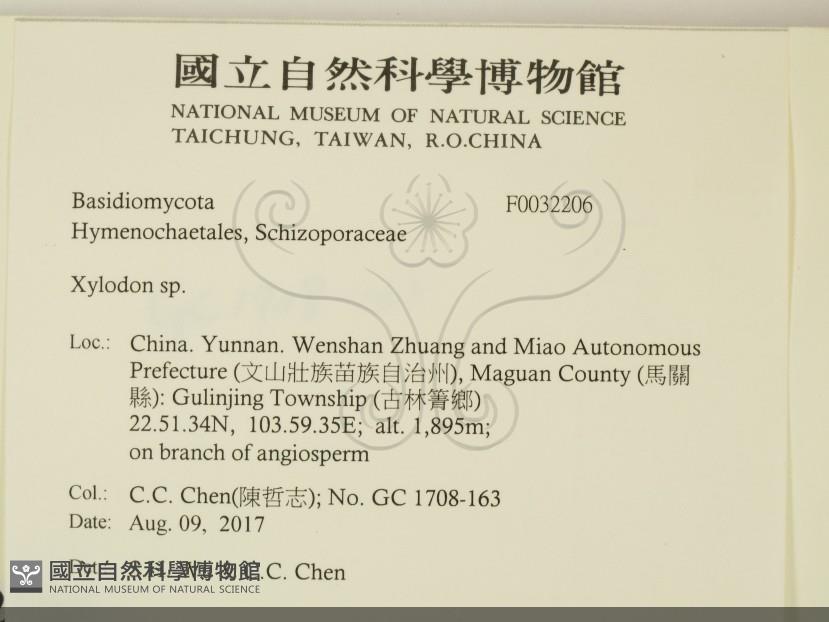 國立自然科學博物館
NATIONAL MUSEUM OF NATURAL SCIENCE
TAICHUNG, TAIWAN, R.O.CHINA
Basidiomycota F0032206
Hymenochaetales, Schizoporaceae
Xylodon sp.
Loc.: China. Yunnan. Wenshan Zhuang and Miao Autonomous
Prefecture (文山壯族苗族自治州), Maguan County (馬關
縣): Gulinjing Township (古林箐鄉)
22.51.34N, 103.59.35E; alt. 1,895m;
on branch of angiosperm
Col.: C.C. Chen(陳哲志); No. GC 1708-163
Date: Aug. 09, 2017
C. Chen
國立自然科學博物館
NATIONAL MUSEUM OF NATURAL SCIENCE